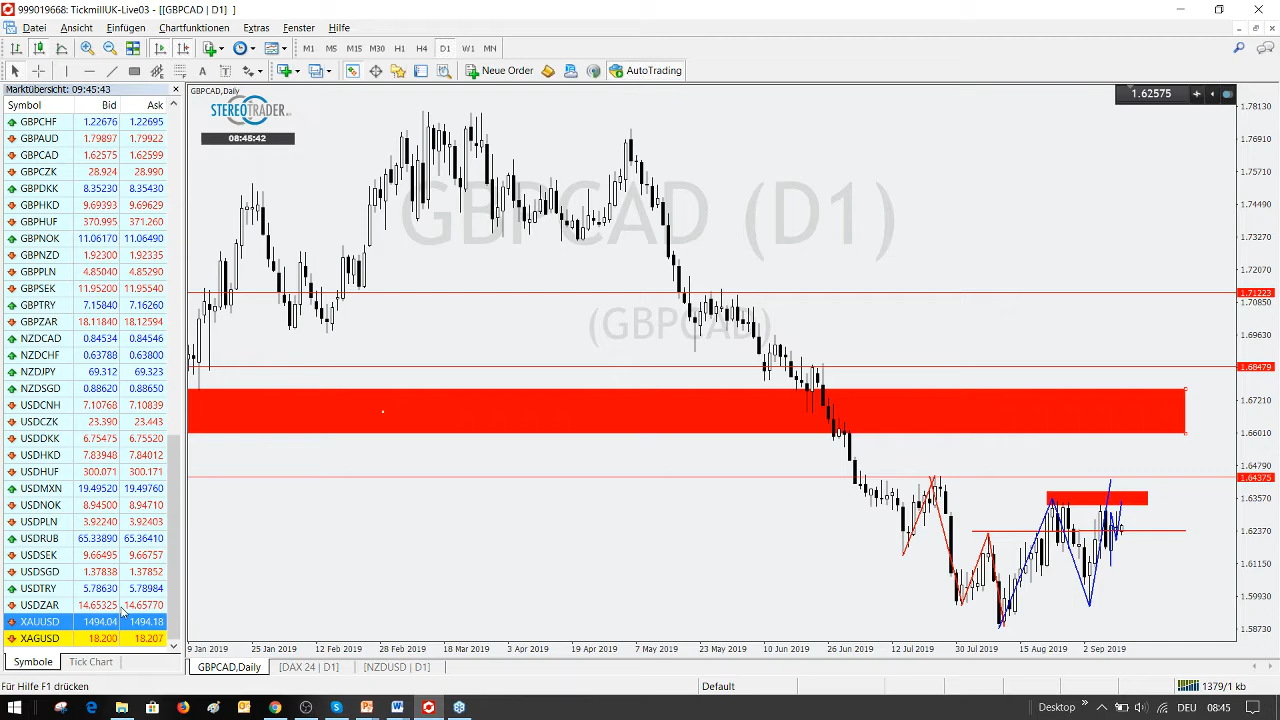 999019668: TickmillUK-Live03 - [[GBPCAD | D1]  ]
Datei Ansicht Einfügen Chartfunktionen Extras Fenster Hilfe
M1 M5 M15 M30 H1 H4 D1 W1 MN
New Order AutoTrading
Marktübersicht: 09:45:43
Symbol Bid Ask
GBPCHF 1.22676 1.22695
GBPAUD 1.79897 1.79922
GBPCAD 1.62575 1.62599
GBPCZK 28.924 28.990
GBPDKK 8.35230 8.35430
GBPHKD 9.69393 9.69629
GBPHUF 370.995 371.260
GBPNOK 11.06170 11.06490
GBPNZD 1.92300 1.92335
GBPPLN 4.85040 4.85290
GBPSEK 11.95200 11.95540
GBPTRY 7.15840 7.16260
GBPZAR 18.11840 18.12594
NZDCAD 0.84534 0.84546
NZDCHF 0.63788 0.63800
NZDJPY 69.312 69.323
NZDSGD 0.88620 0.88650
USDCNH 7.10768 7.10839
USDCZK 23.390 23.443
USDDKK 6.75475 6.75520
USDHKD 7.83948 7.84012
USDHUF 300.071 300.171
USDMXN 19.49520 19.49760
USDNOK 8.94500 8.94710
USDPLN 3.92240 3.92403
USDRUB 65.33890 65.36410
USDSEK 9.66495 9.66757
USDSGD 1.37838 1.37852
USDTRY 5.78630 5.78984
USDZAR 14.65325 14.65770
XAUUSD 1494.04 1494.18
XAGUSD 18.200 18.207
Symbole Tick Chart
GBPCAD,Daily
STEREOTRADER
08:45:42
GBPCAD (D1)
(GBPCAD)
1.62575
1.78130
1.76910
1.75710
1.74490
1.73270
1.72070
1.71223
1.70850
1.68479
1.67210
1.66010
1.64790
1.64375
1.63570
1.62370
1.61150
1.59930
1.58730
9 Jan 2019 25 Jan 2019 12 Feb 2019 28 Feb 2019 18 Mar 2019 3 Apr 2019 19 Apr 2019 7 May 2019 23 May 2019 10 Jun 2019 26 Jun 2019 12 Jul 2019 30 Jul 2019 15 Aug 2019 2 Sep 2019
GBPCAD,Daily [DAX 24 | D1] [NZDUSD | D1]
Für Hilfe F1 drücken Default 1379/1 kb
Desktop DEU 08:45